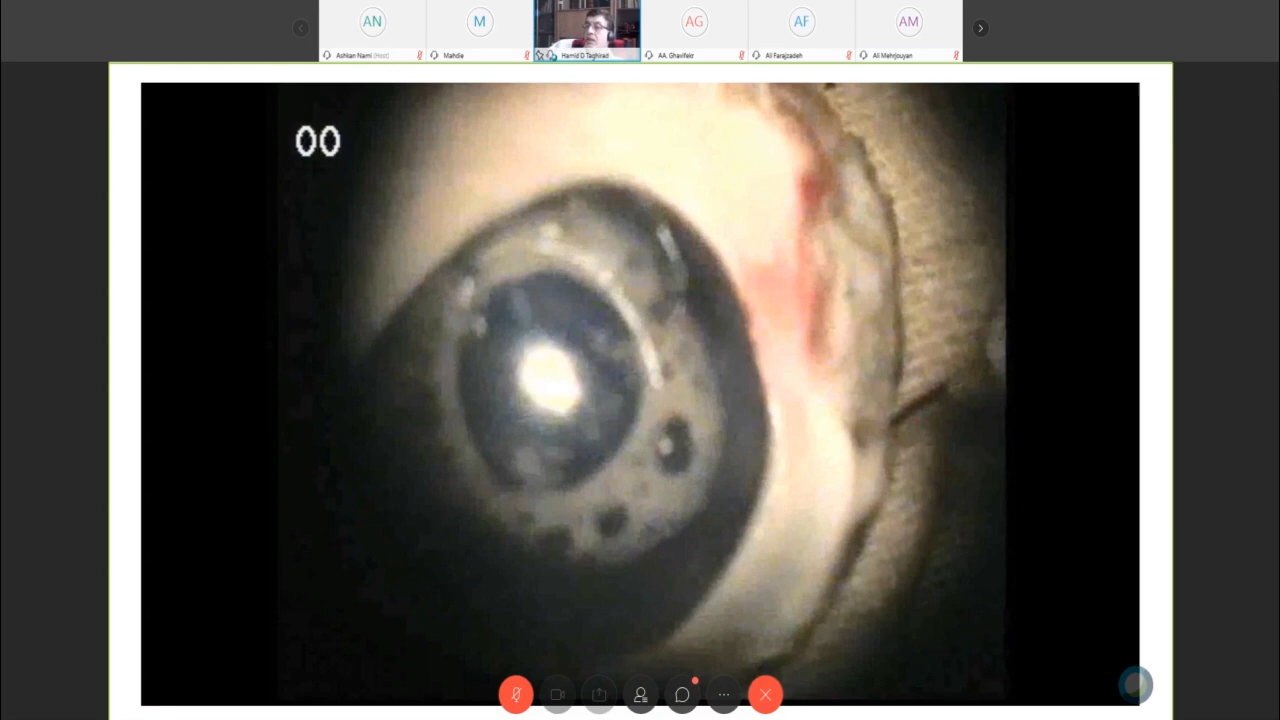 AN
M
AG
AF
AM
Ashkan Nami (Host)
Mahdie
Hamid D Taghirad
AA. Ghavifekr
Ali Farajzadeh
Ali Mehrjouyan
00